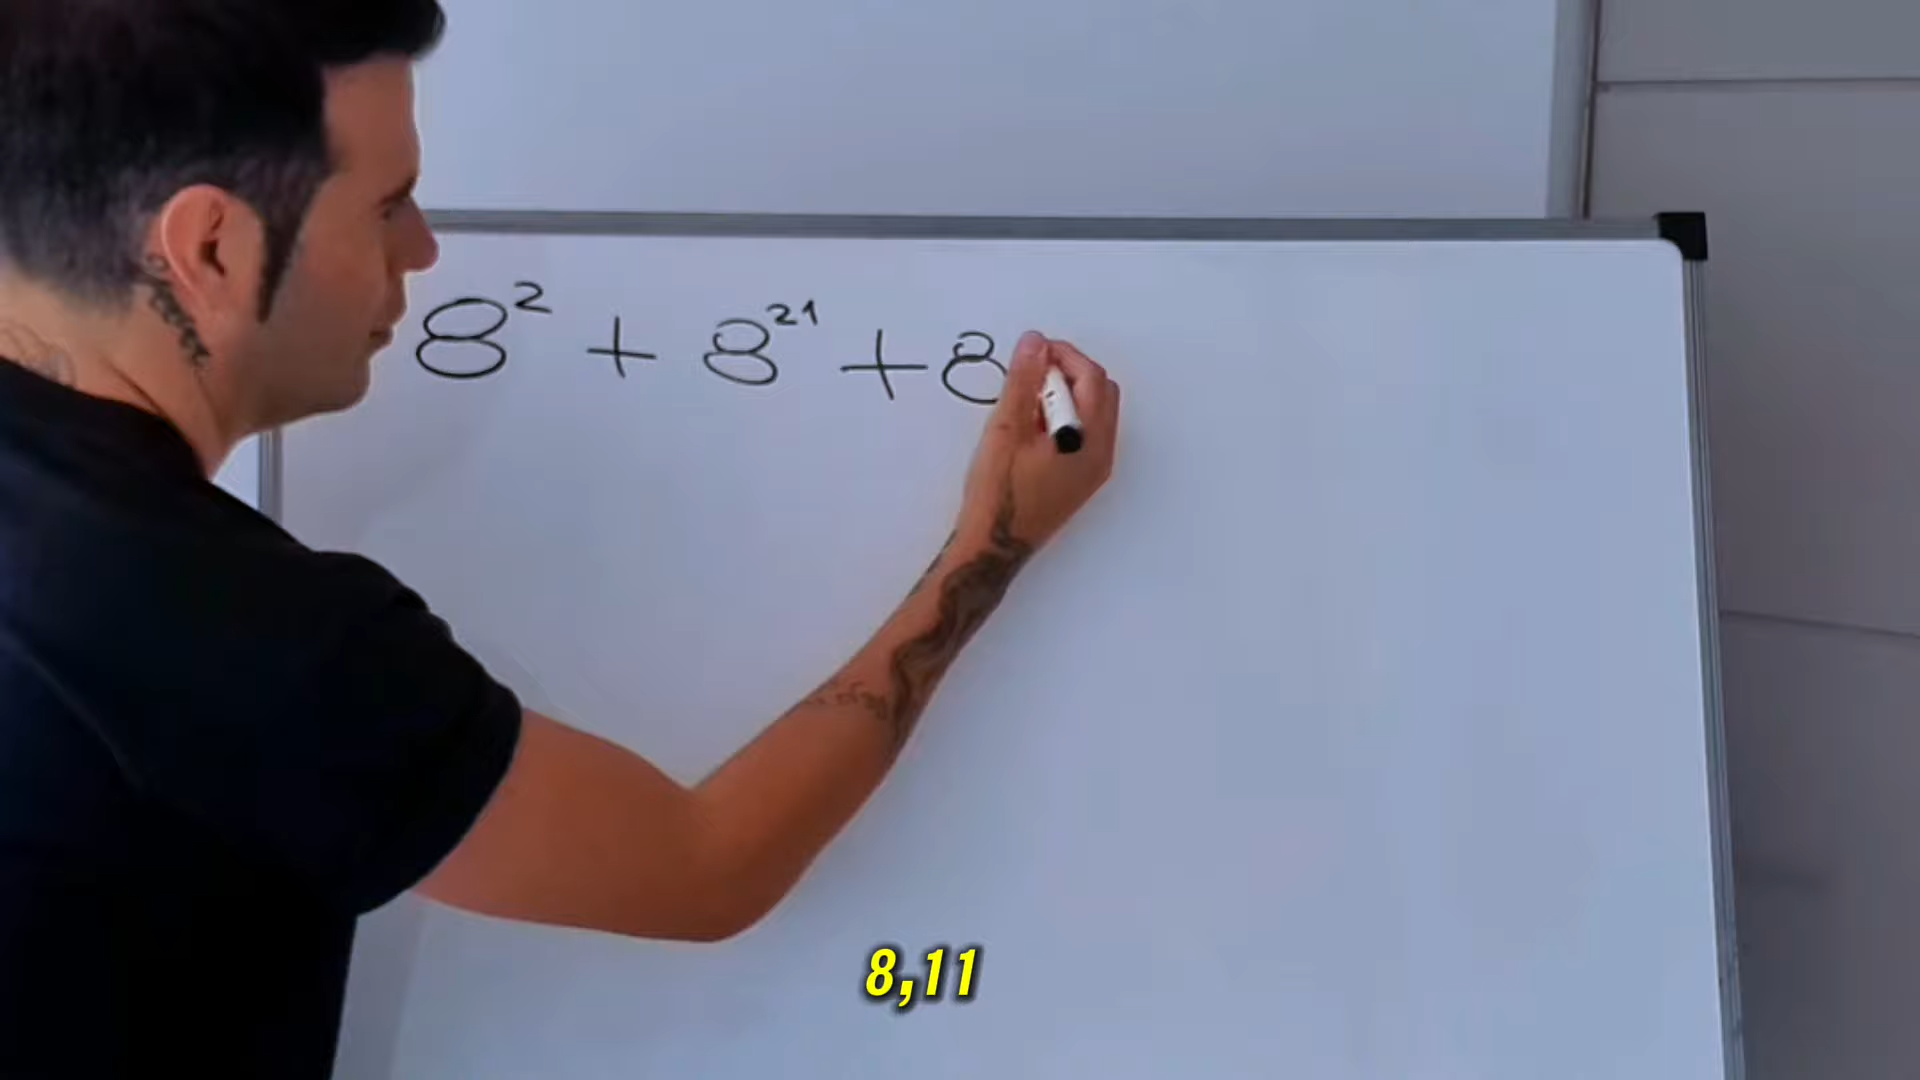 8² + 8²¹ + 8
8,11